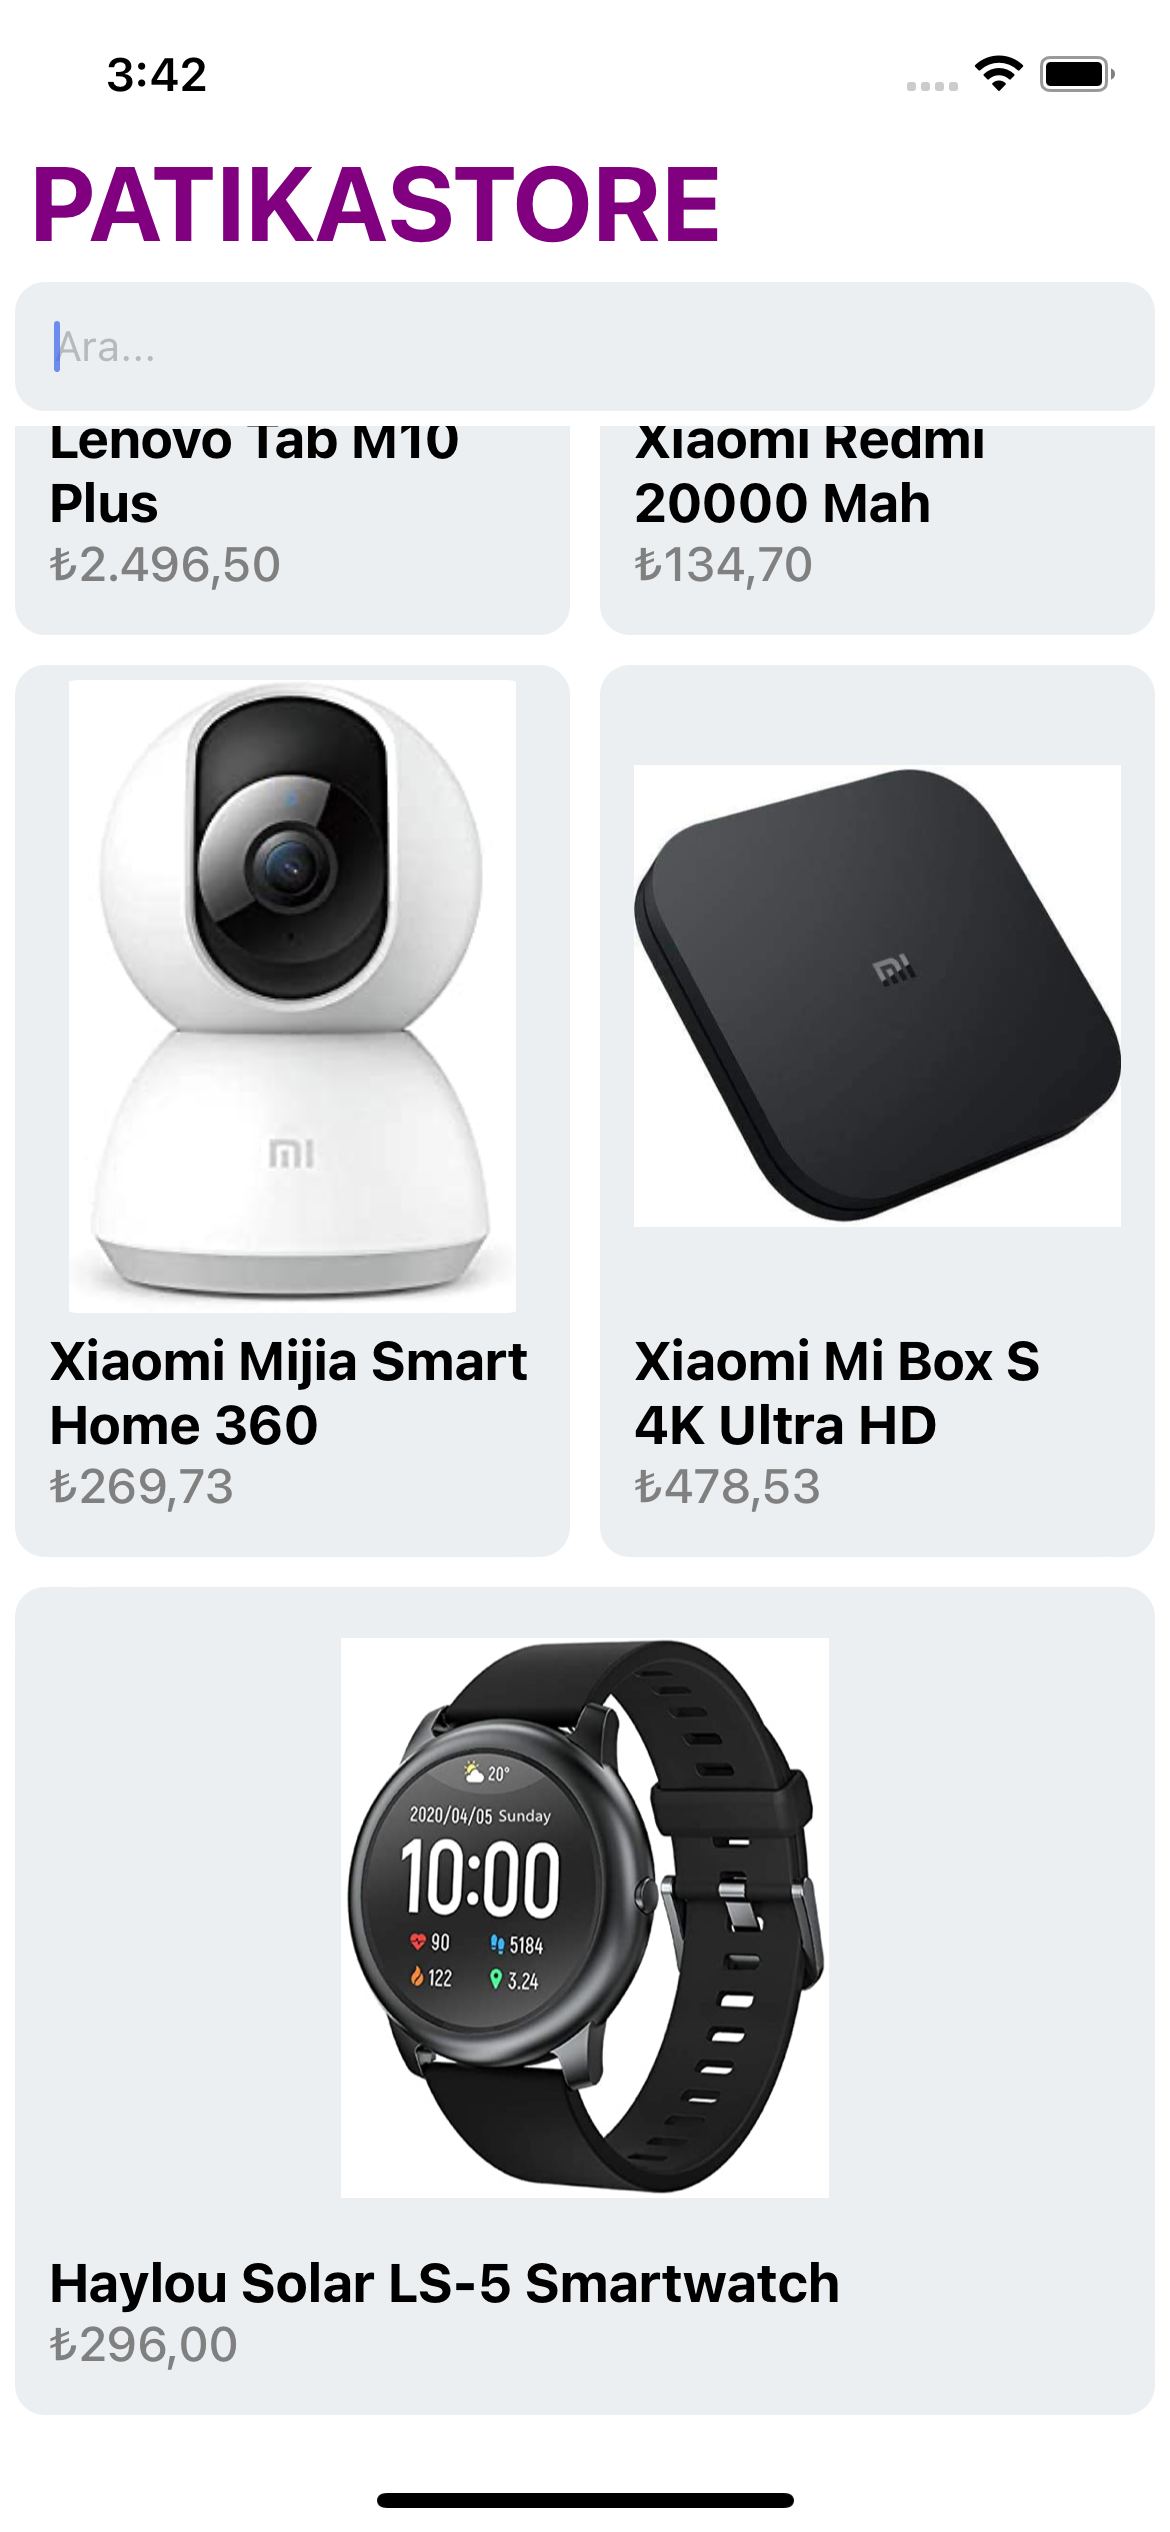 3:42
PATIKASTORE
Ara...
Lenovo Tab M10
Plus
₺2.496,50
Xiaomi Redmi
20000 Mah
₺134,70
mi
Xiaomi Mijia Smart
Home 360
₺269,73
mi
Xiaomi Mi Box S
4K Ultra HD
₺478,53
20°
2020/04/05 Sunday
10:00
90 5184
122 3.24
Haylou Solar LS-5 Smartwatch
₺296,00